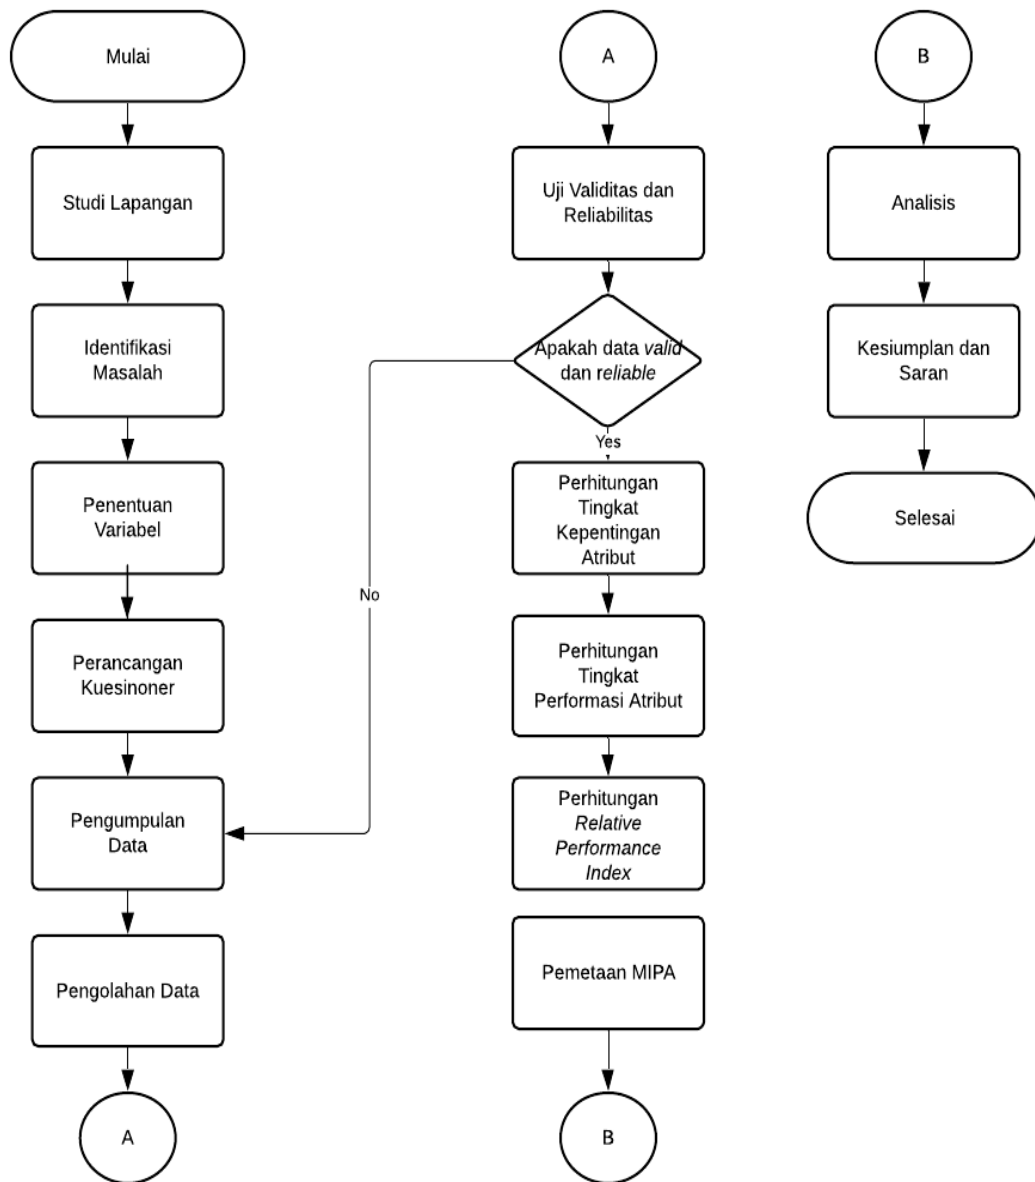 Mulai
Studi Lapangan
Identifikasi
Masalah
Penentuan
Variabel
Perancangan
Kuesinoner
Pengumpulan
Data
Pengolahan Data
A
A
Uji Validitas dan
Reliabilitas
Apakah data valid
dan reliable
No
Yes
Perhitungan
Tingkat
Kepentingan
Atribut
Perhitungan
Tingkat
Performasi Atribut
Perhitungan
Relative
Performance
Index
Pemetaan MIPA
B
B
Analisis
Kesiumplan dan
Saran
Selesai